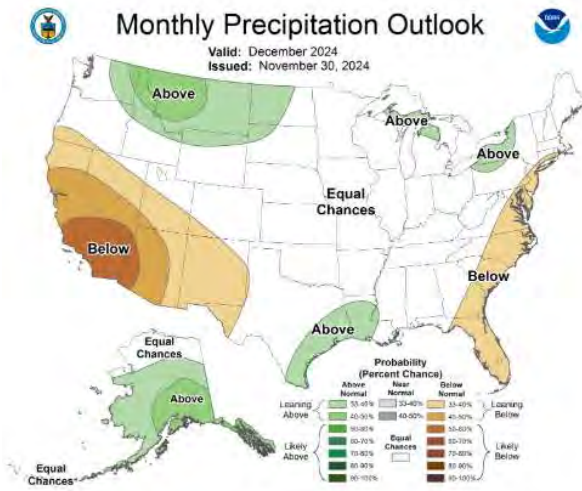 Monthly Precipitation Outlook
NOAA
Valid: December 2024
Issued: November 30, 2024
Above
Above
Above
Equal
Chances
Below
Below
Above
Equal
Chances
Above
Equal
Chances
Probability
(Percent Chance)
Above
Normal
Near
Normal
Below
Normal
Leaning
Above
33-40%
33-40%
33-40%
Leaning
Below
40-50%
40-50%
40-50%
Likely
Above
50-60%
Equal
Chances
50-60%
Likely
Below
60-70%
60-70%
70-80%
70-80%
80-90%
80-90%
90-100%
90-100%